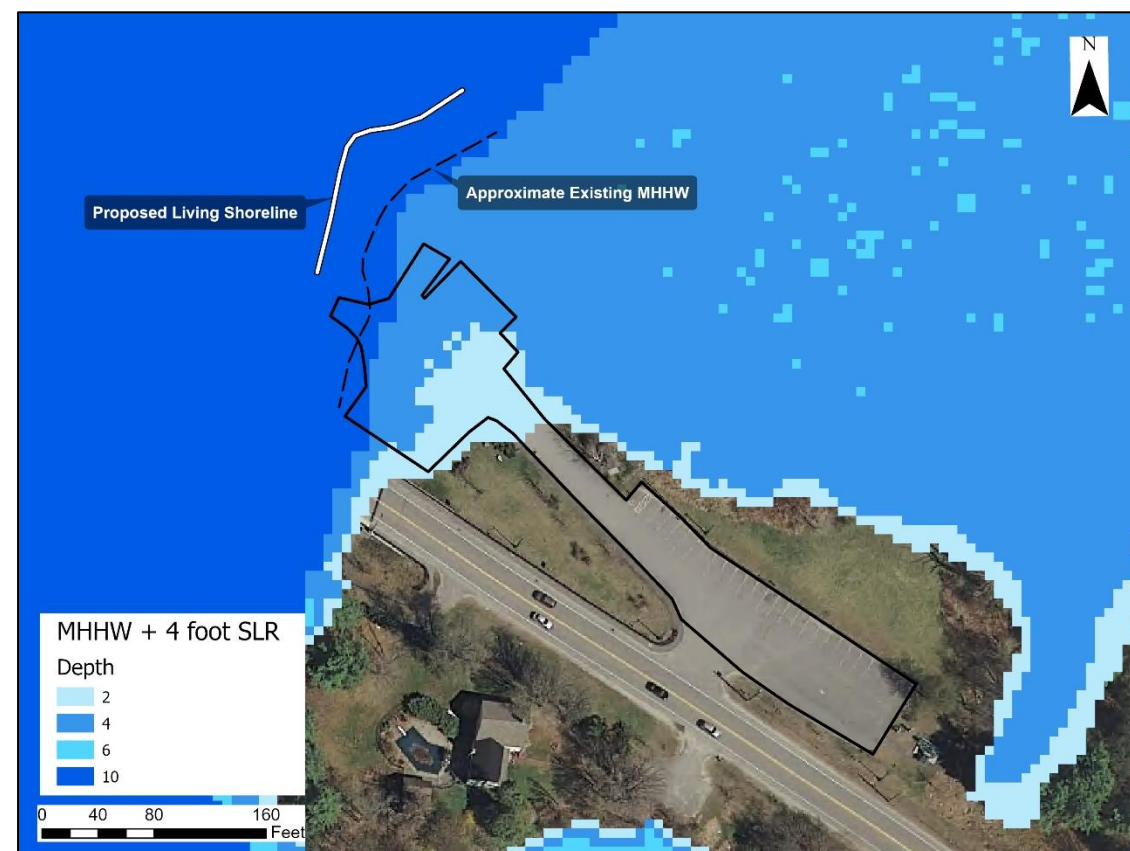 N
Proposed Living Shoreline
Approximate Existing MHHW
MHHW + 4 foot SLR
Depth
2
4
6
10
0 40 80 160
Feet